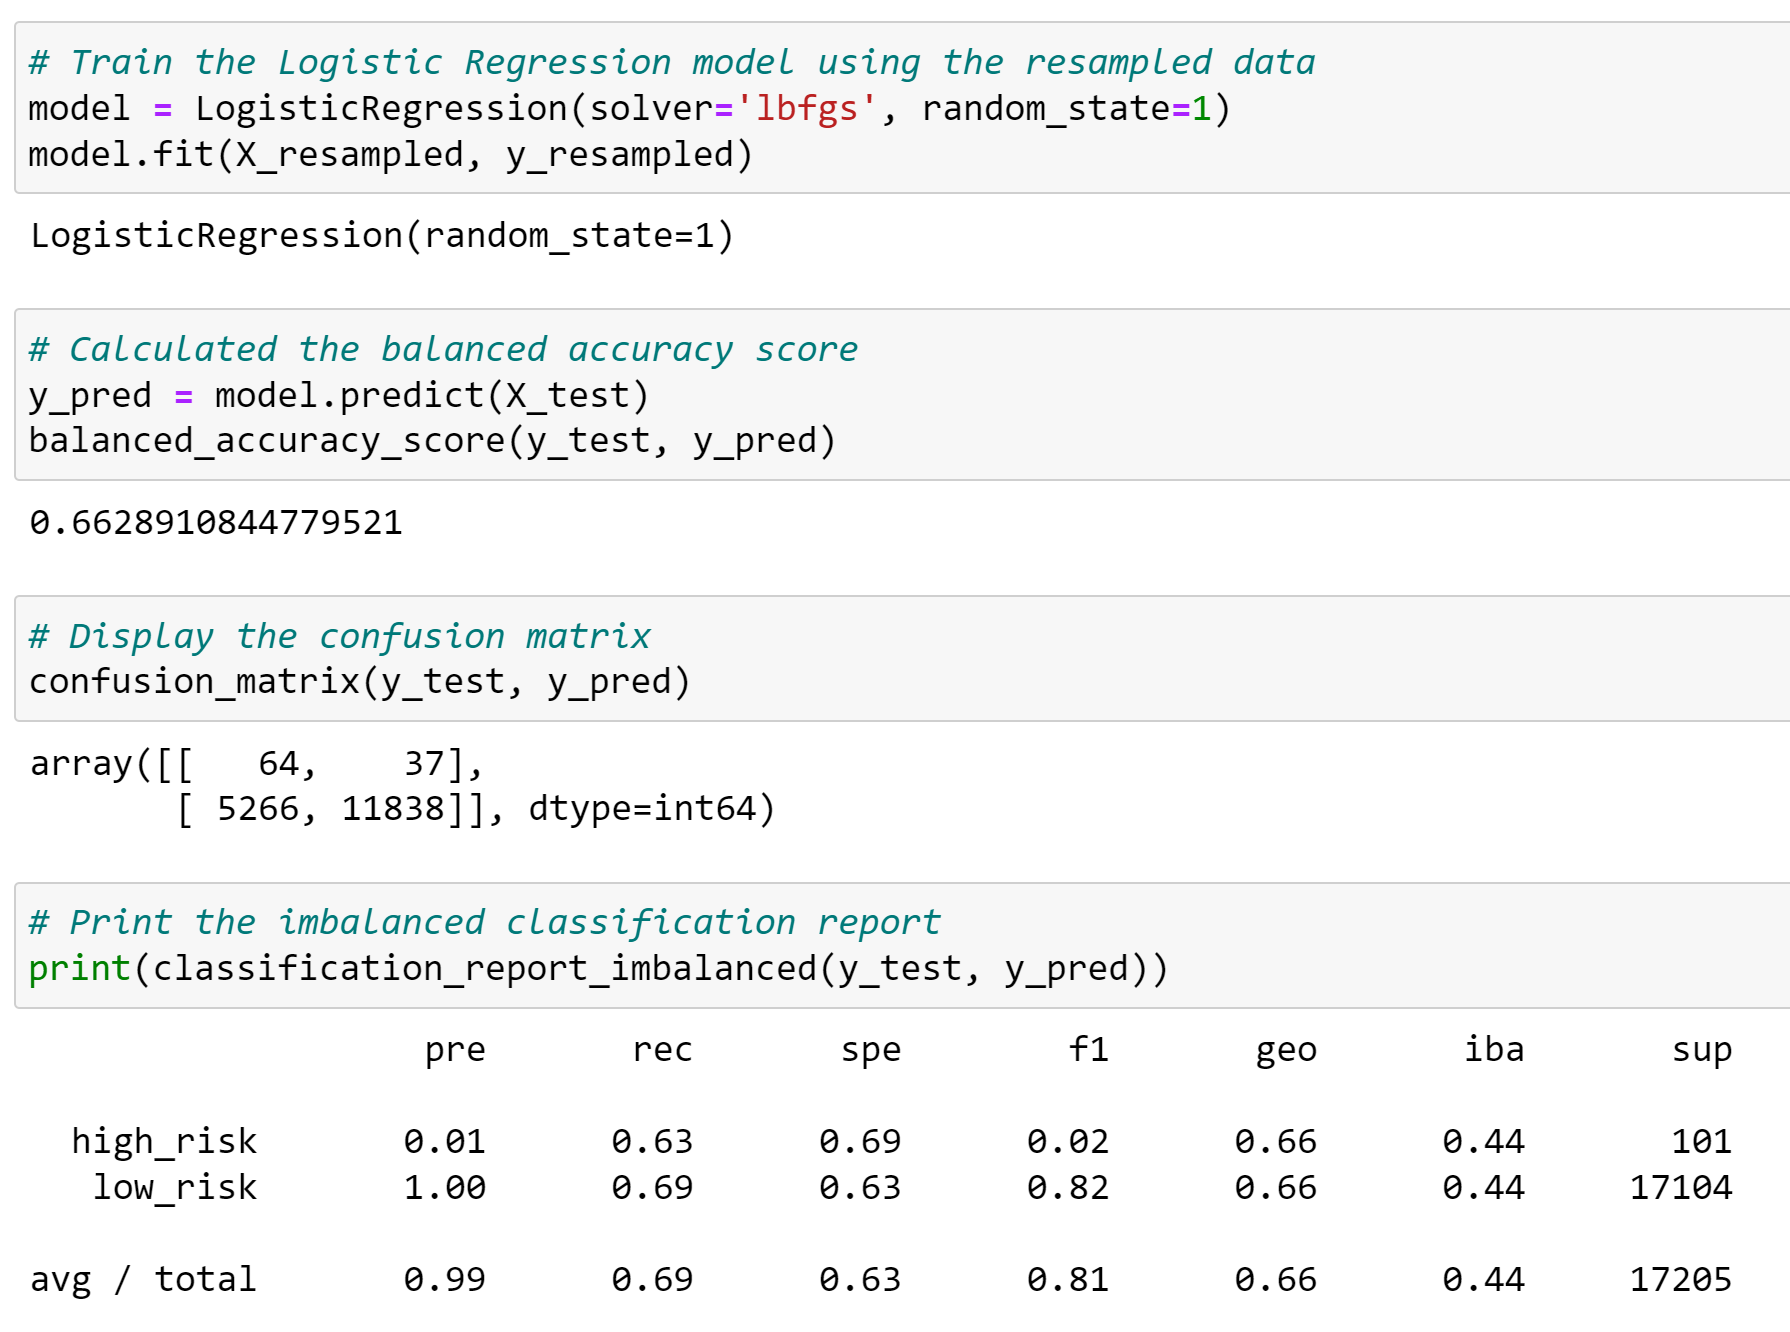 # Train the Logistic Regression model using the resampled data
model = LogisticRegression(solver='lbfgs', random_state=1)
model.fit(X_resampled, y_resampled)
LogisticRegression(random_state=1)
# Calculated the balanced accuracy score
y_pred = model.predict(X_test)
balanced_accuracy_score(y_test, y_pred)
0.6628910844779521
# Display the confusion matrix
confusion_matrix(y_test, y_pred)
array([[   64,    37],
       [ 5266, 11838]], dtype=int64)
# Print the imbalanced classification report
print(classification_report_imbalanced(y_test, y_pred))
                   pre       rec       spe        f1       geo       iba       sup
  high_risk       0.01      0.63      0.69      0.02      0.66      0.44       101
   low_risk       1.00      0.69      0.63      0.82      0.66      0.44     17104
avg / total       0.99      0.69      0.63      0.81      0.66      0.44     17205